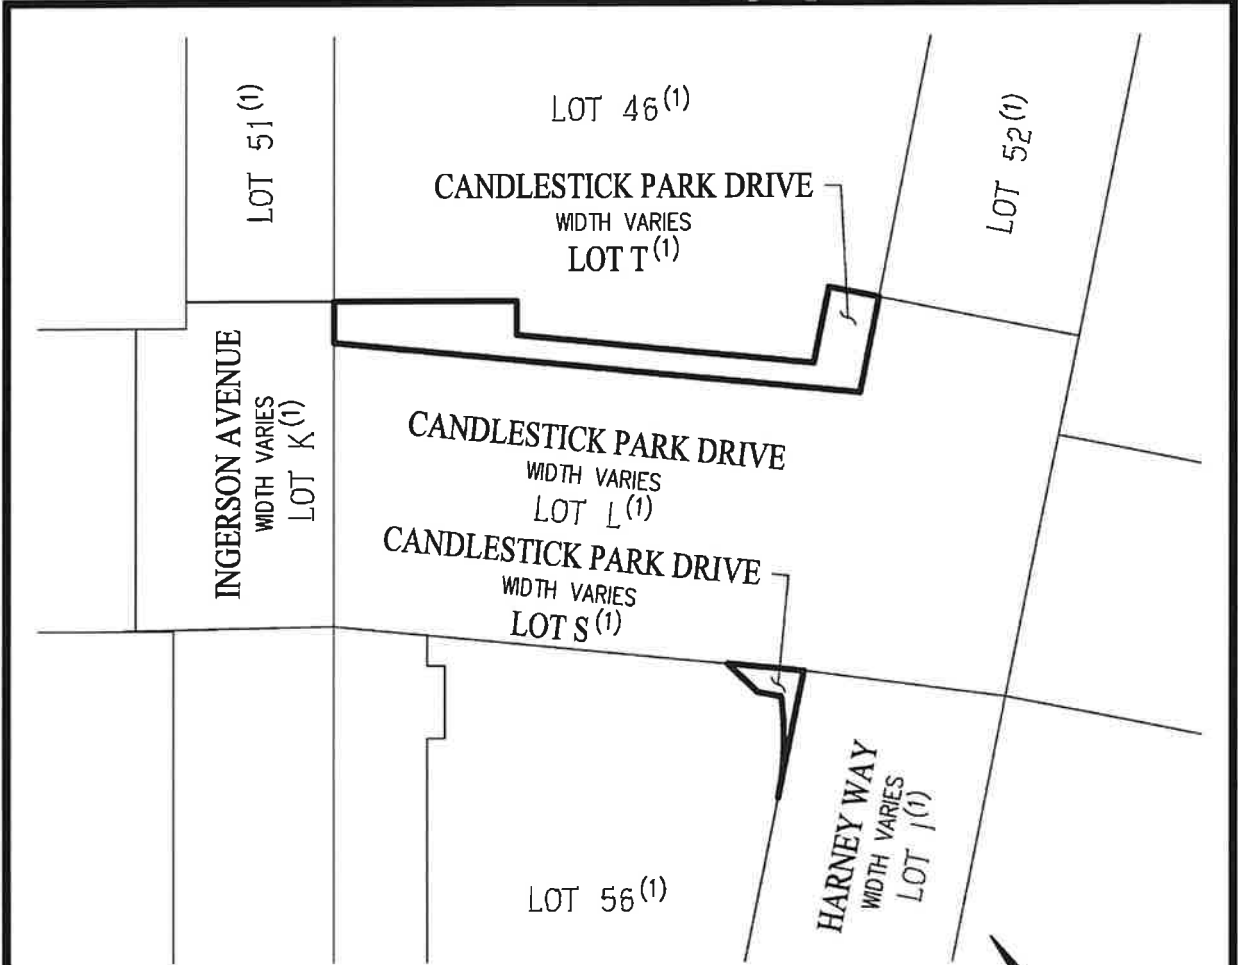 LOT 51(1)
LOT 46(1)
LOT 52(1)
CANDLESTICK PARK DRIVE
WIDTH VARIES
LOT T(1)
INGERSON AVENUE
WIDTH VARIES
LOT K(1)
CANDLESTICK PARK DRIVE
WIDTH VARIES
LOT L(1)
CANDLESTICK PARK DRIVE
WIDTH VARIES
LOT S(1)
HARNEY WAY
WIDTH VARIES
LOT I(1)
LOT 56(1)